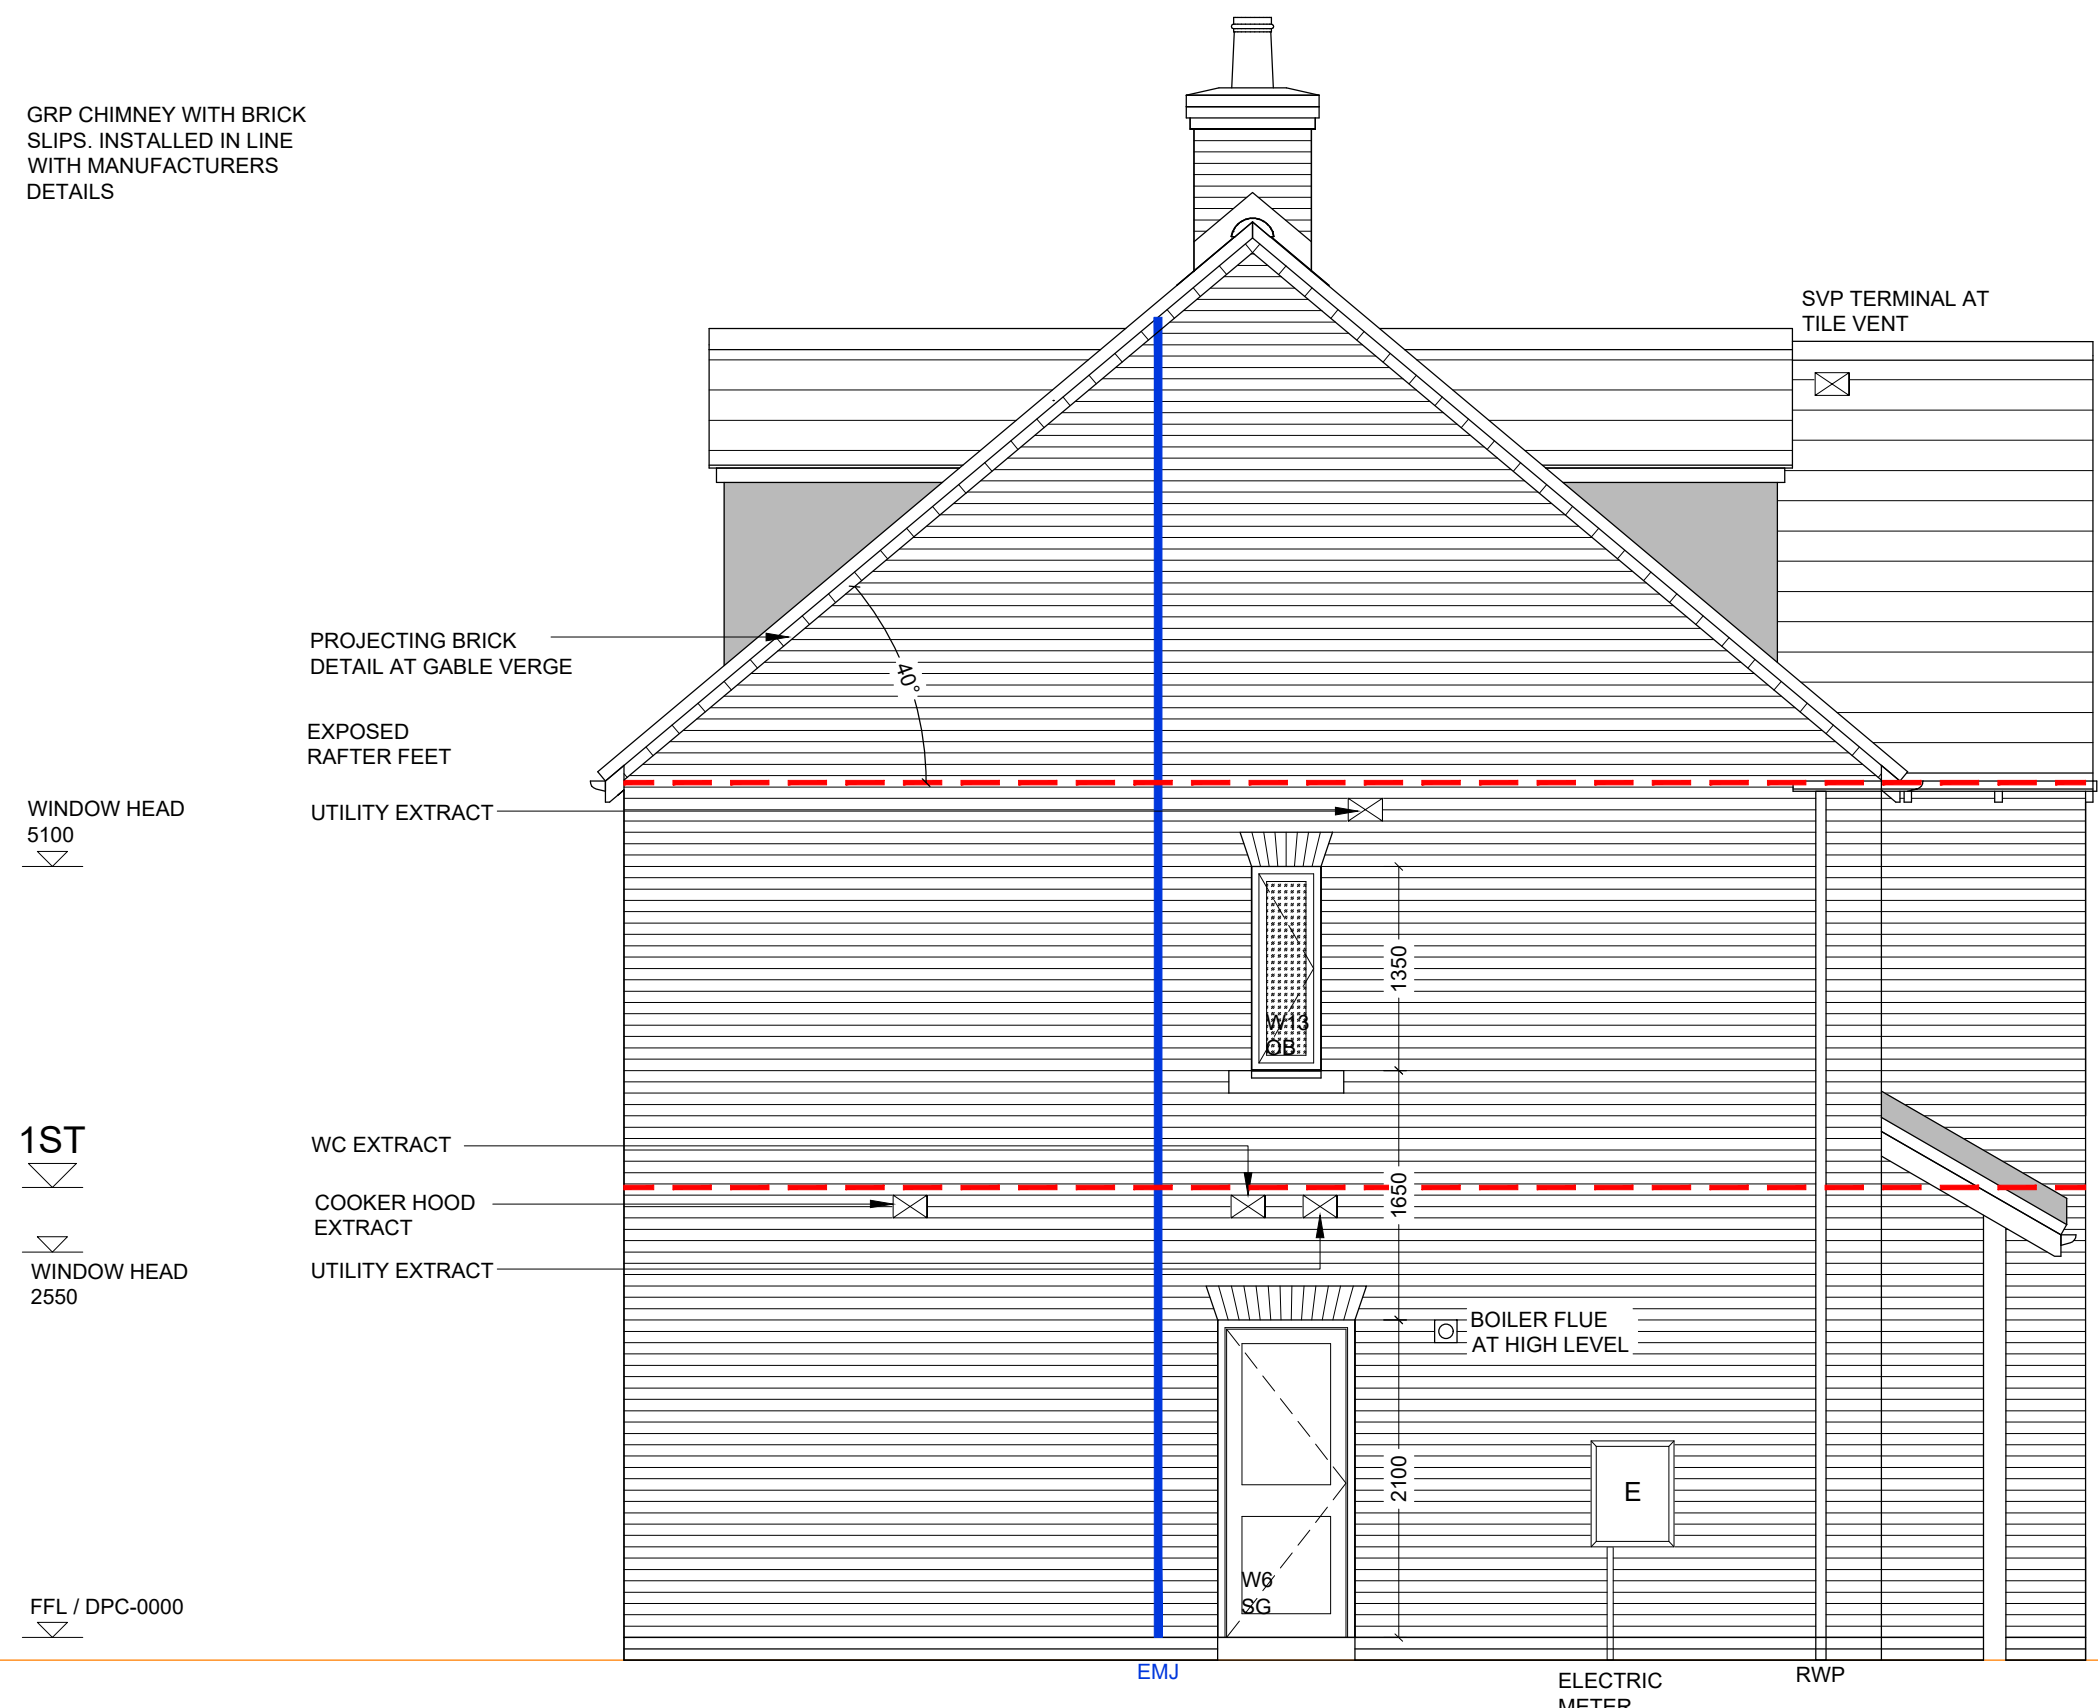 GRP CHIMNEY WITH BRICK
SLIPS. INSTALLED IN LINE
WITH MANUFACTURERS
DETAILS
SVP TERMINAL AT
TILE VENT
PROJECTING BRICK
DETAIL AT GABLE VERGE
40°
EXPOSED
RAFTER FEET
WINDOW HEAD
5100
UTILITY EXTRACT
1350
W13
OB
1ST
WC EXTRACT
COOKER HOOD
EXTRACT
1650
WINDOW HEAD
2550
UTILITY EXTRACT
BOILER FLUE
AT HIGH LEVEL
2100
E
W6
SG
FFL / DPC-0000
EMJ
RWP
ELECTRIC
METER